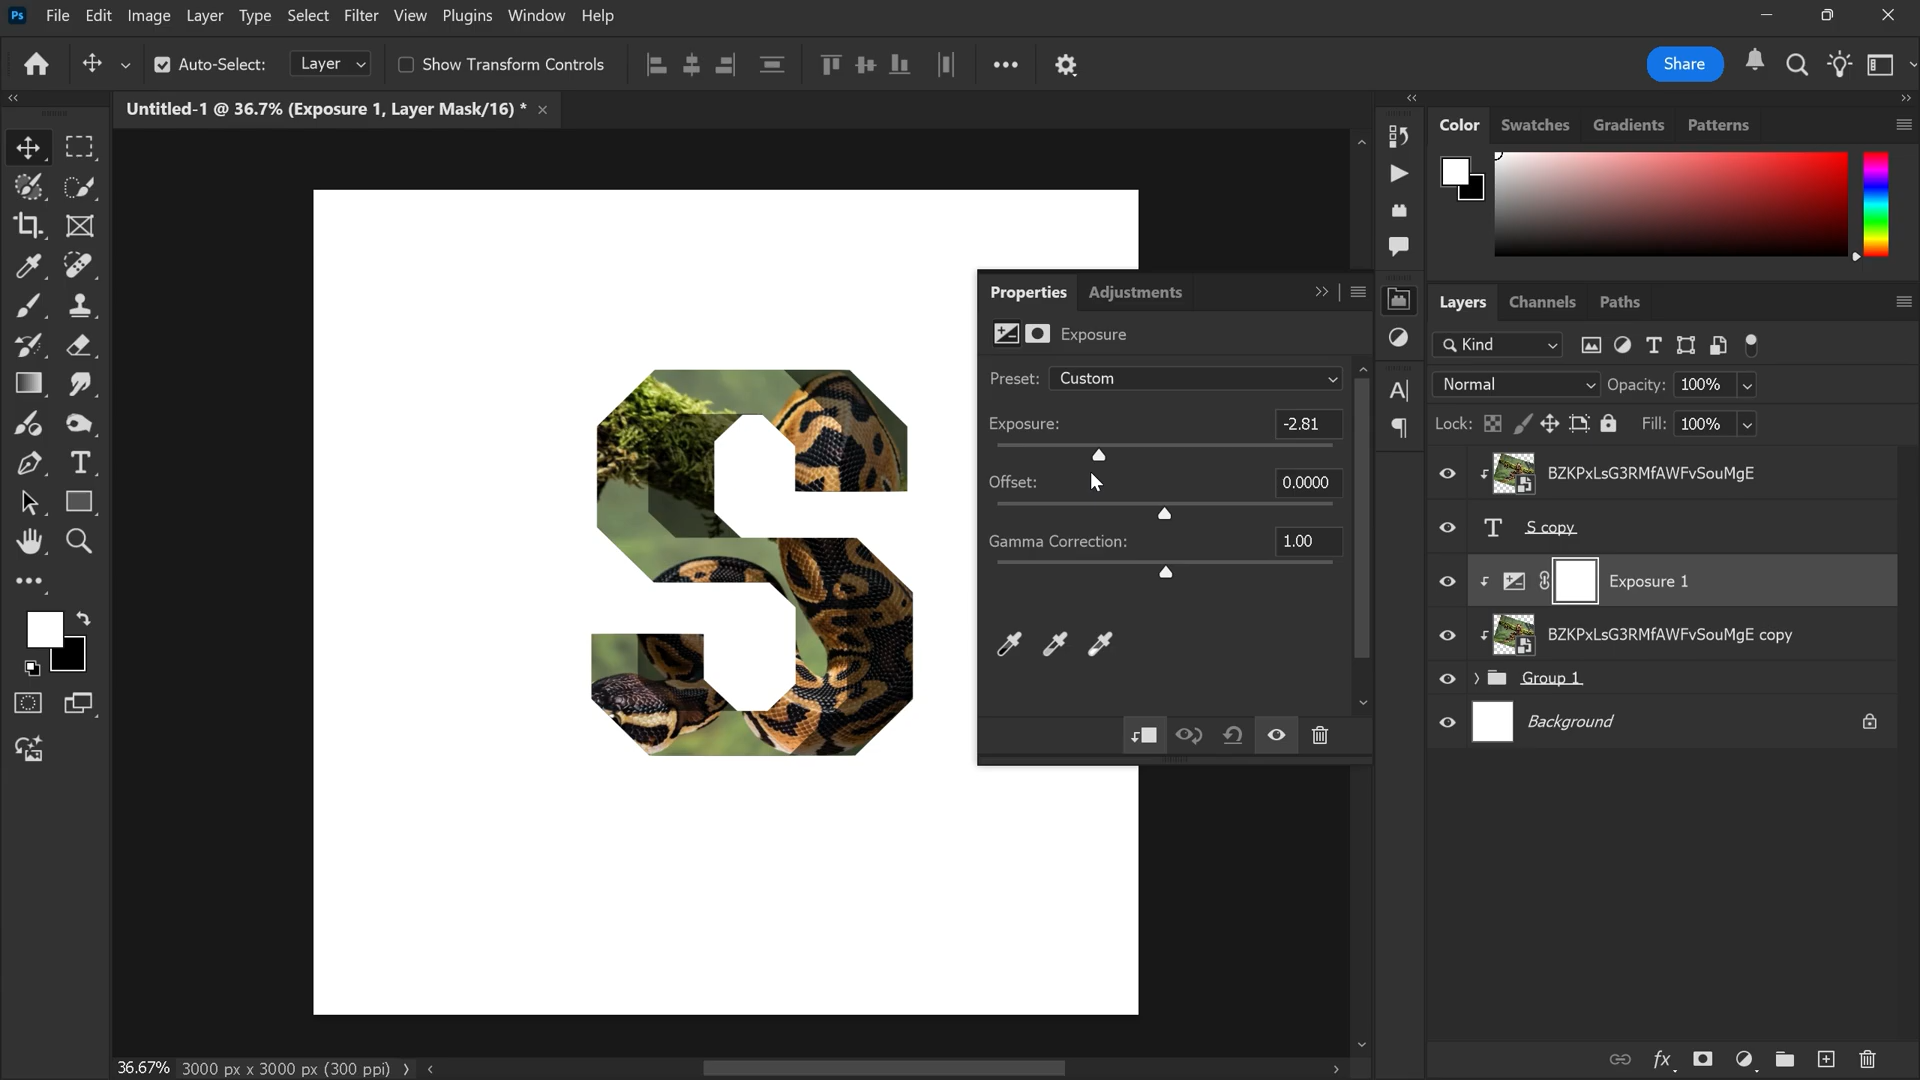 Ps File Edit Image Layer Type Select Filter View Plugins Window Help
Auto-Select: Layer Show Transform Controls Share
Untitled-1 @ 36.7% (Exposure 1, Layer Mask/16) *
Color Swatches Gradients Patterns
Properties Adjustments
Exposure
Preset: Custom
Exposure: -2.81
Offset: 0.0000
Gamma Correction: 1.00
Layers Channels Paths
Kind
Normal Opacity: 100%
Lock: Fill: 100%
BZKPxLsG3RMfAWFvSouMgE
S copy
Exposure 1
BZKPxLsG3RMfAWFvSouMgE copy
Group 1
Background
S
36.67% 3000 px x 3000 px (300 ppi)